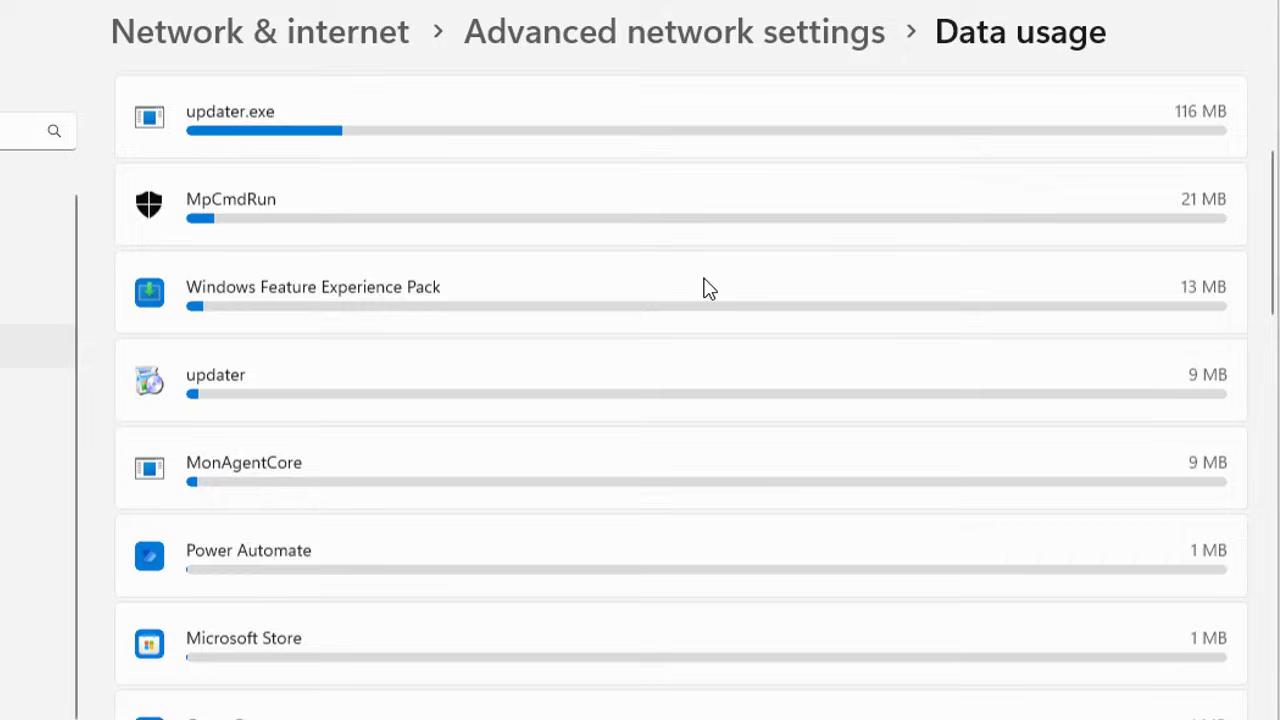 Network & internet > Advanced network settings > Data usage
updater.exe 116 MB
MpCmdRun 21 MB
Windows Feature Experience Pack 13 MB
updater 9 MB
MonAgentCore 9 MB
Power Automate 1 MB
Microsoft Store 1 MB